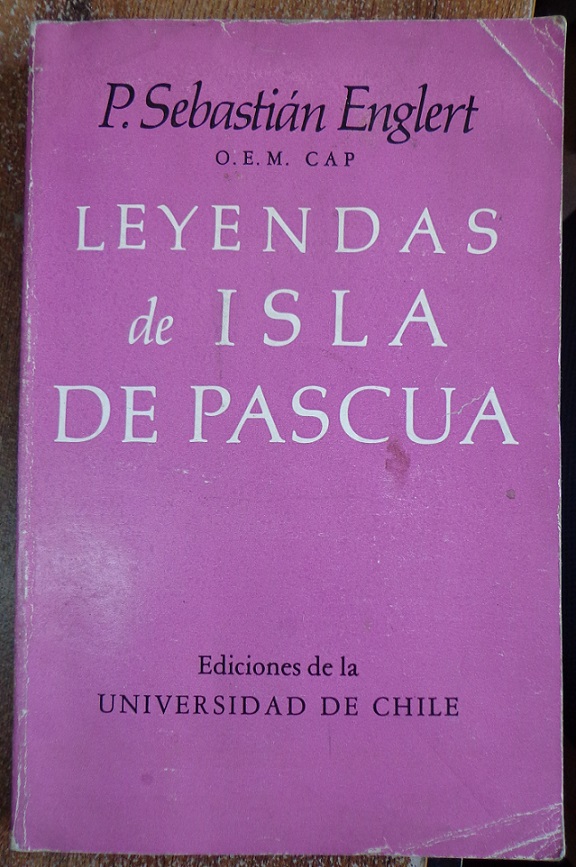 P. Sebastián Englert
O.E.M. CAP
LEYENDAS
de ISLA
DE PASCUA
Ediciones de la
UNIVERSIDAD DE CHILE